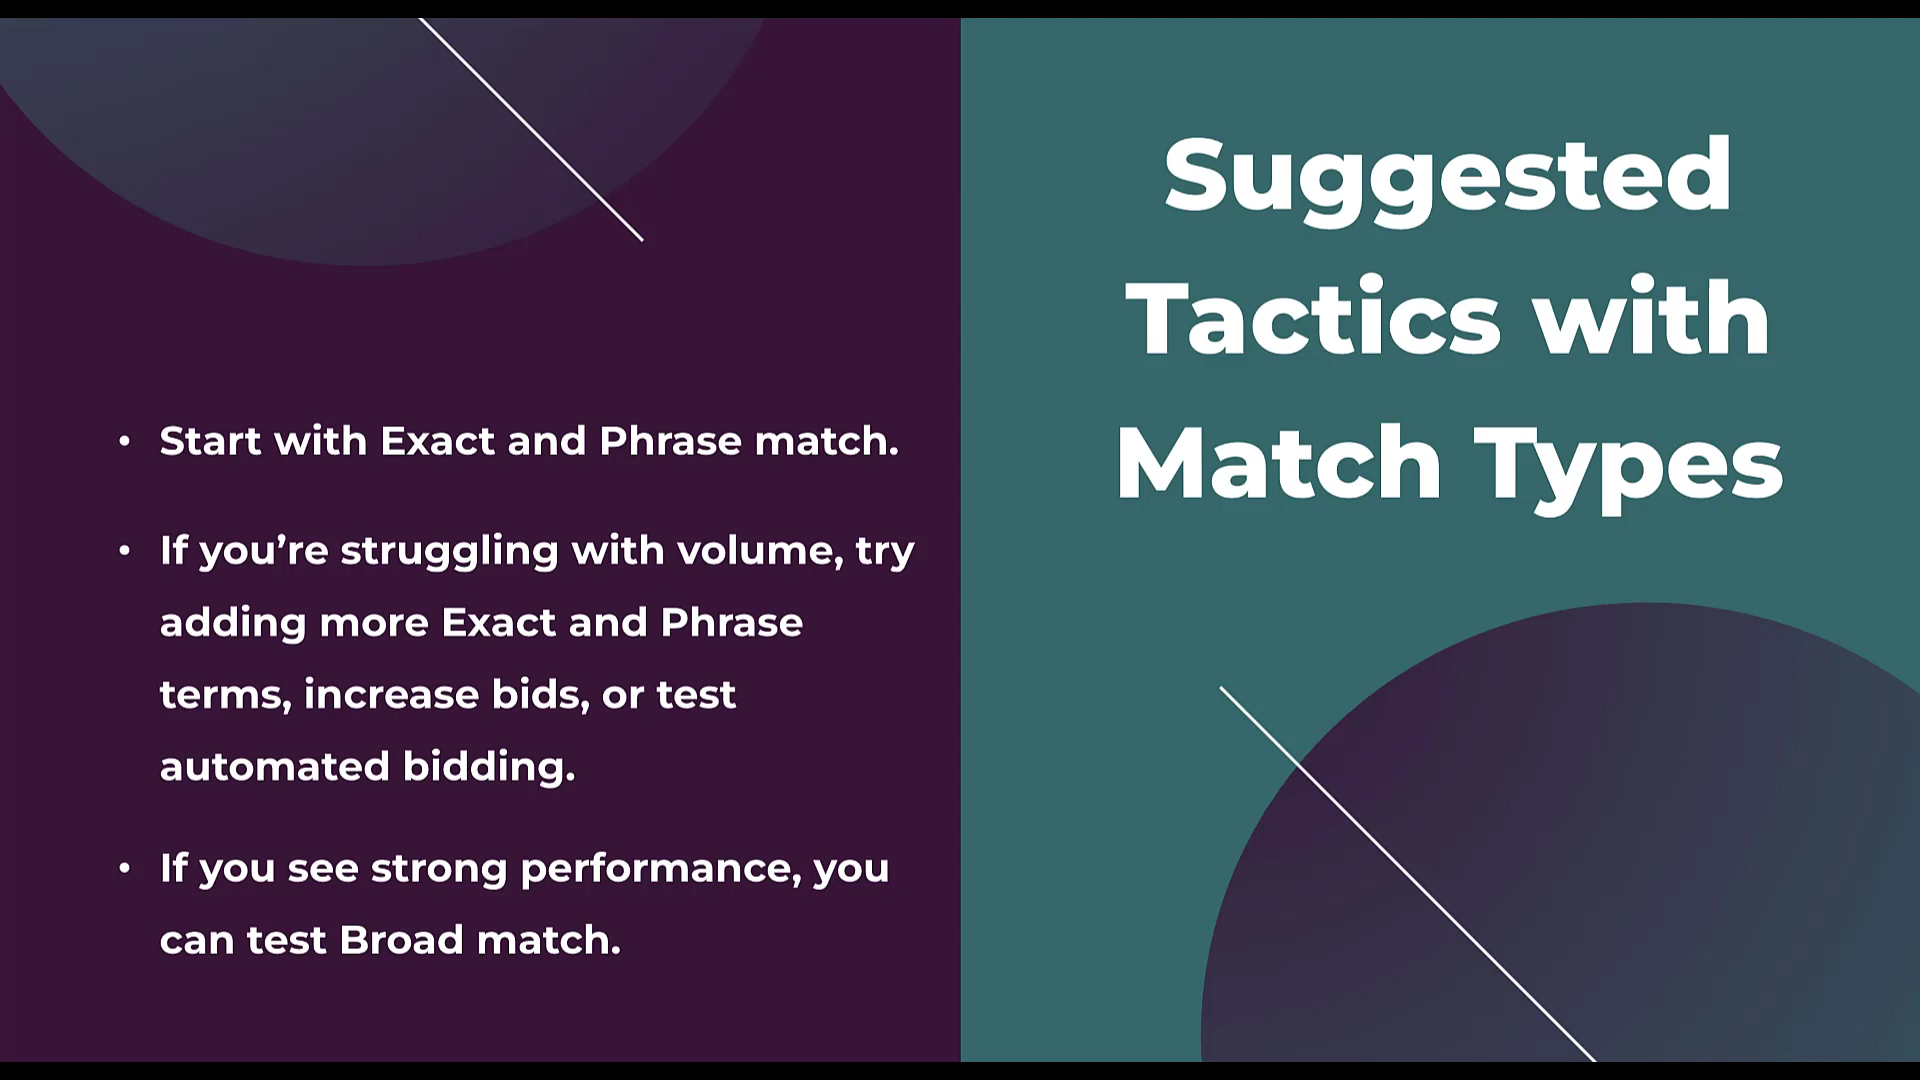 Suggested
Tactics with
Match Types
• Start with Exact and Phrase match.
• If you’re struggling with volume, try
adding more Exact and Phrase
terms, increase bids, or test
automated bidding.
• If you see strong performance, you
can test Broad match.